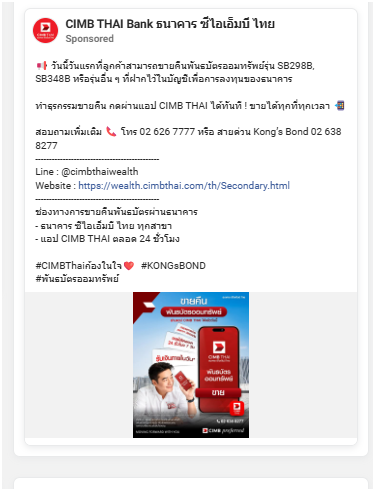 CIMB THAI Bank ธนาคาร ซีไอเอ็มบี ไทย
Sponsored
📢 วันนี้วันแรกที่ลูกค้าสามารถขายคืนพันธบัตรออมทรัพย์รุ่น SB298B,
SB348B หรือรุ่นอื่น ๆ ที่ฝากไว้ในบัญชีเพื่อการลงทุนของธนาคาร
ทำธุรกรรมขายคืน กดผ่านแอป CIMB THAI ได้ทันที ! ขายได้ทุกที่ทุกเวลา 📲
สอบถามเพิ่มเติม 📞 โทร 02 626 7777 หรือ สายด่วน Kong's Bond 02 638
8277
--------------------------------------------
Line : @cimbthaiwealth
Website : https://wealth.cimbthai.com/th/Secondary.html
--------------------------------------------
ช่องทางการขายคืนพันธบัตรผ่านธนาคาร
- ธนาคาร ซีไอเอ็มบี ไทย ทุกสาขา
- แอป CIMB THAI ตลอด 24 ชั่วโมง
#CIMBThaiต้องในใจ❤️ #KONGsBOND
#พันธบัตรออมทรัพย์
ขายคืน
พันธบัตรออมทรัพย์
รับเงินภายในวัน
CIMB THAI
พันธบัตร
ออมทรัพย์
ขาย
CIMB preferred